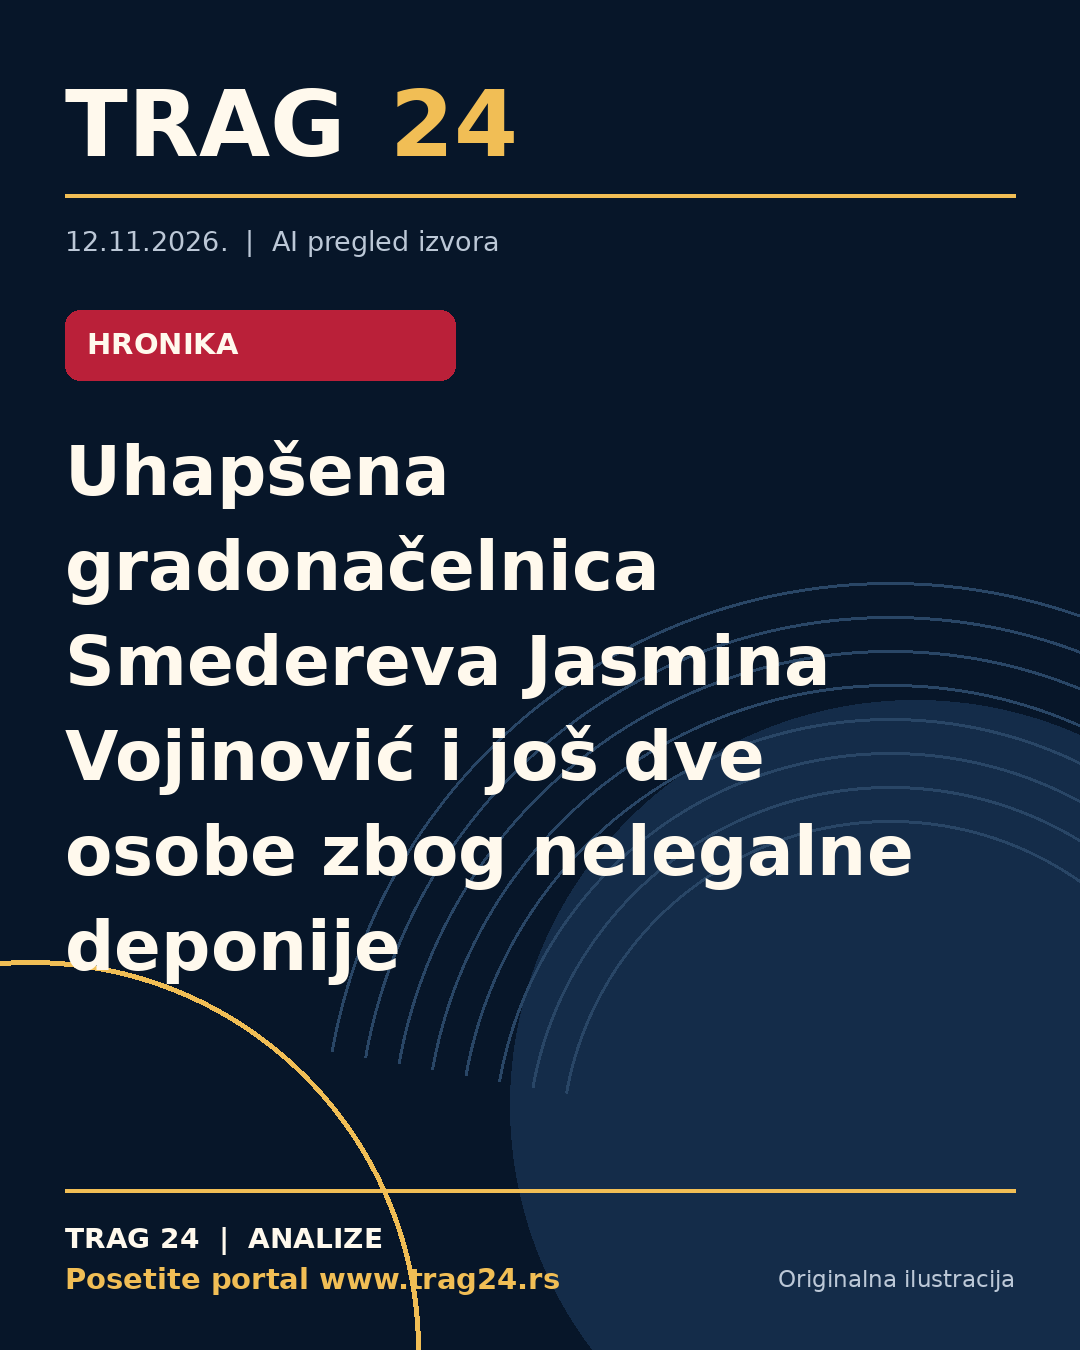 TRAG 24
12.11.2026. | AI pregled izvora
HRONIKA
Uhapšena
gradonačelnica
Smedereva Jasmina
Vojinović i još dve
osobe zbog nelegalne
deponije
TRAG 24 | ANALIZE
Posetite portal www.trag24.rs
Originalna ilustracija